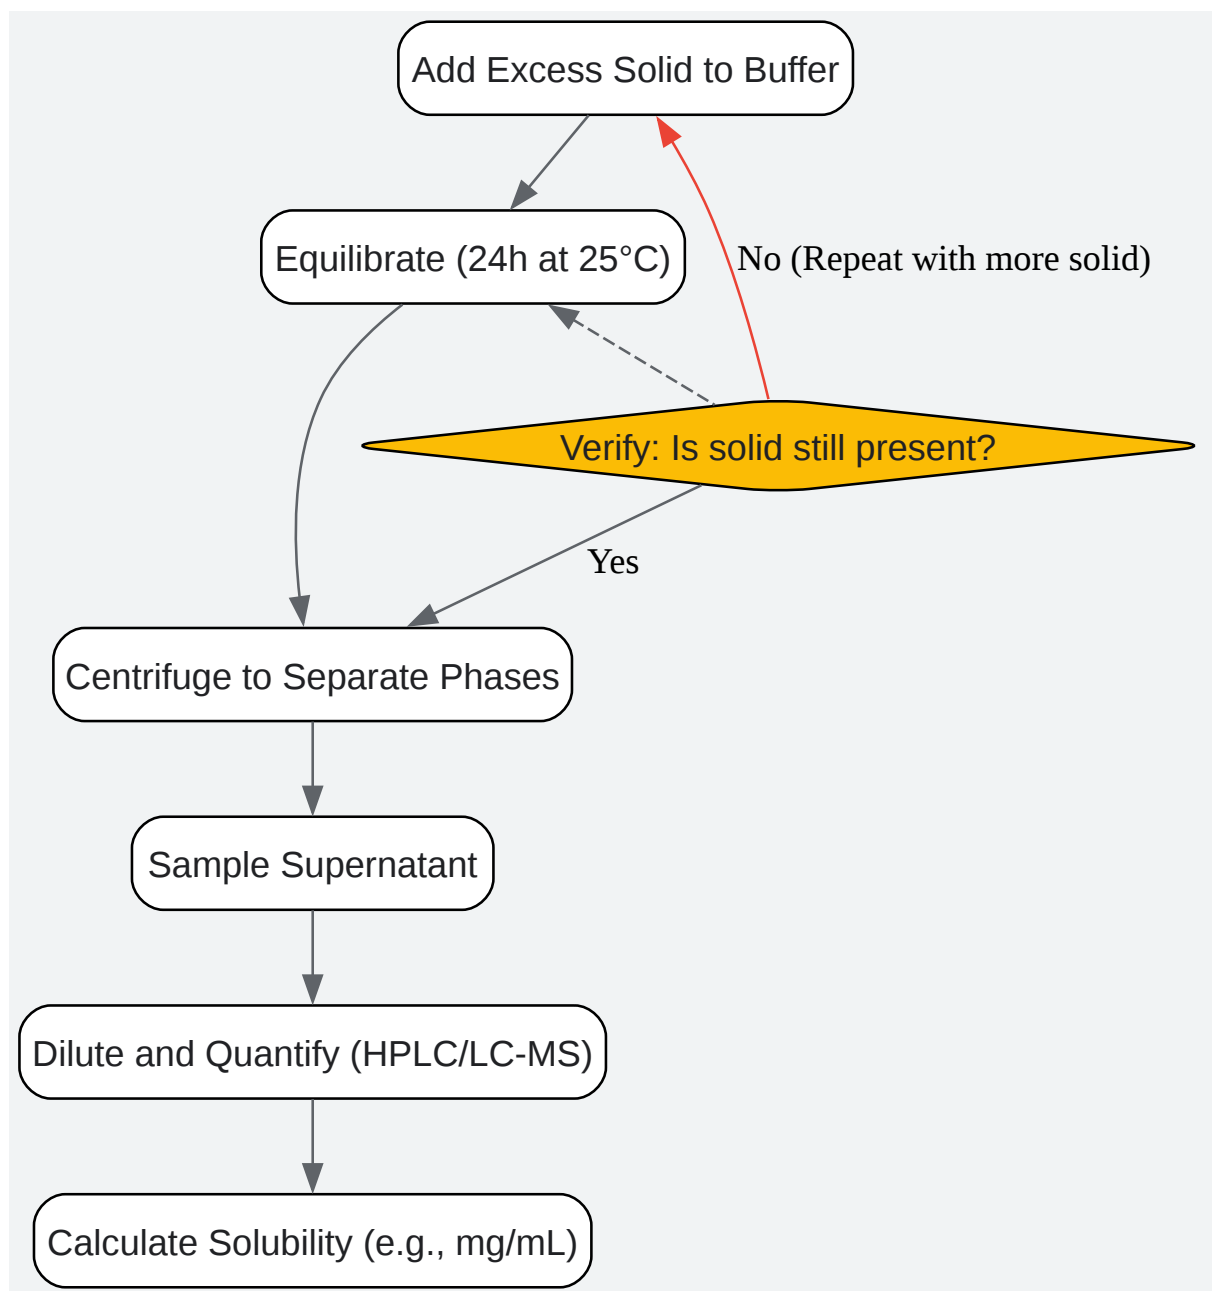 Add Excess Solid to Buffer
Equilibrate (24h at 25°C)
No (Repeat with more solid)
Verify: Is solid still present?
Yes
Centrifuge to Separate Phases
Sample Supernatant
Dilute and Quantify (HPLC/LC-MS)
Calculate Solubility (e.g., mg/mL)